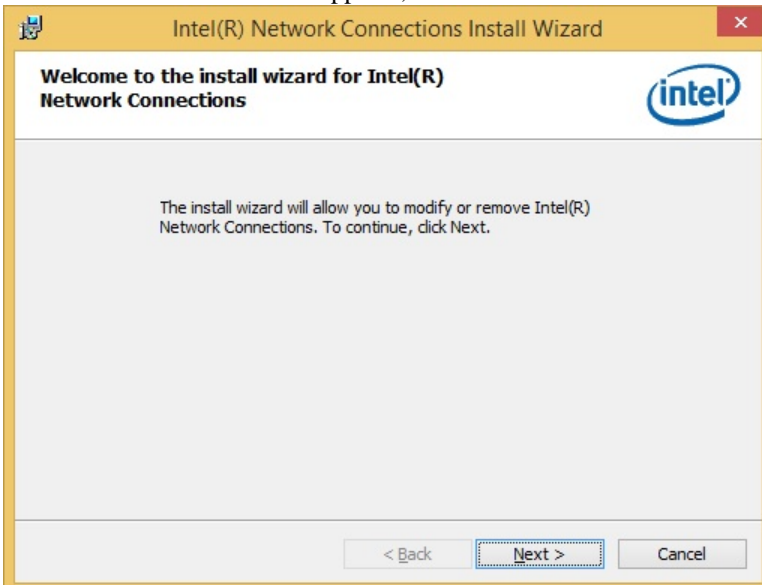 Intel(R) Network Connections Install Wizard
Welcome to the install wizard for Intel(R)
Network Connections
intel
The install wizard will allow you to modify or remove Intel(R)
Network Connections. To continue, click Next.
< Back
Next >
Cancel